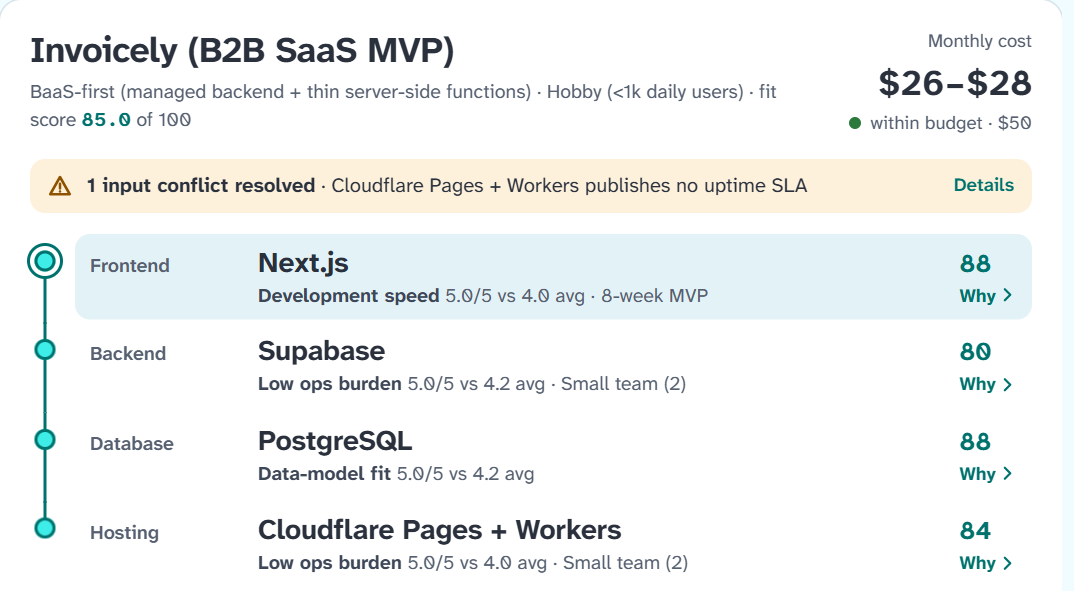 Invoicely (B2B SaaS MVP)
BaaS-first (managed backend + thin server-side functions) · Hobby (<1k daily users) · fit
score 85.0 of 100
Monthly cost
$26–$28
within budget · $50
1 input conflict resolved · Cloudflare Pages + Workers publishes no uptime SLA
Details
Frontend
Next.js
Development speed 5.0/5 vs 4.0 avg · 8-week MVP
88
Why >
Backend
Supabase
Low ops burden 5.0/5 vs 4.2 avg · Small team (2)
80
Why >
Database
PostgreSQL
Data-model fit 5.0/5 vs 4.2 avg
88
Why >
Hosting
Cloudflare Pages + Workers
Low ops burden 5.0/5 vs 4.0 avg · Small team (2)
84
Why >